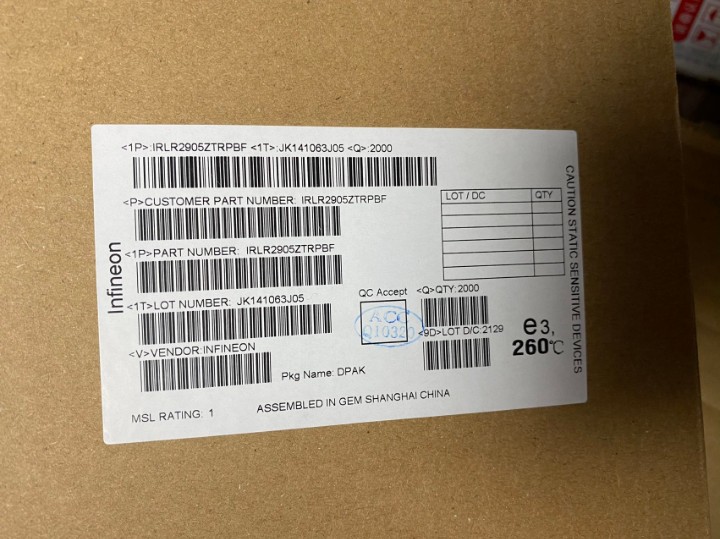 <1P>:IRLR2905ZTRPBF <1T>:JK141063J05 <Q>:2000
<P>CUSTOMER PART NUMBER: IRLR2905ZTRPBF
<1P>PART NUMBER: IRLR2905ZTRPBF
<1T>LOT NUMBER: JK141063J05
<V>VENDOR:INFINEON
Pkg Name: DPAK
MSL RATING: 1
ASSEMBLED IN GEM SHANGHAI CHINA
Infineon
LOT / DC QTY
QC Accept
ACC
Q10320
<Q>QTY:2000
<9D>LOT D/C:2129
e3,
260℃
CAUTION STATIC SENSITIVE DEVICES